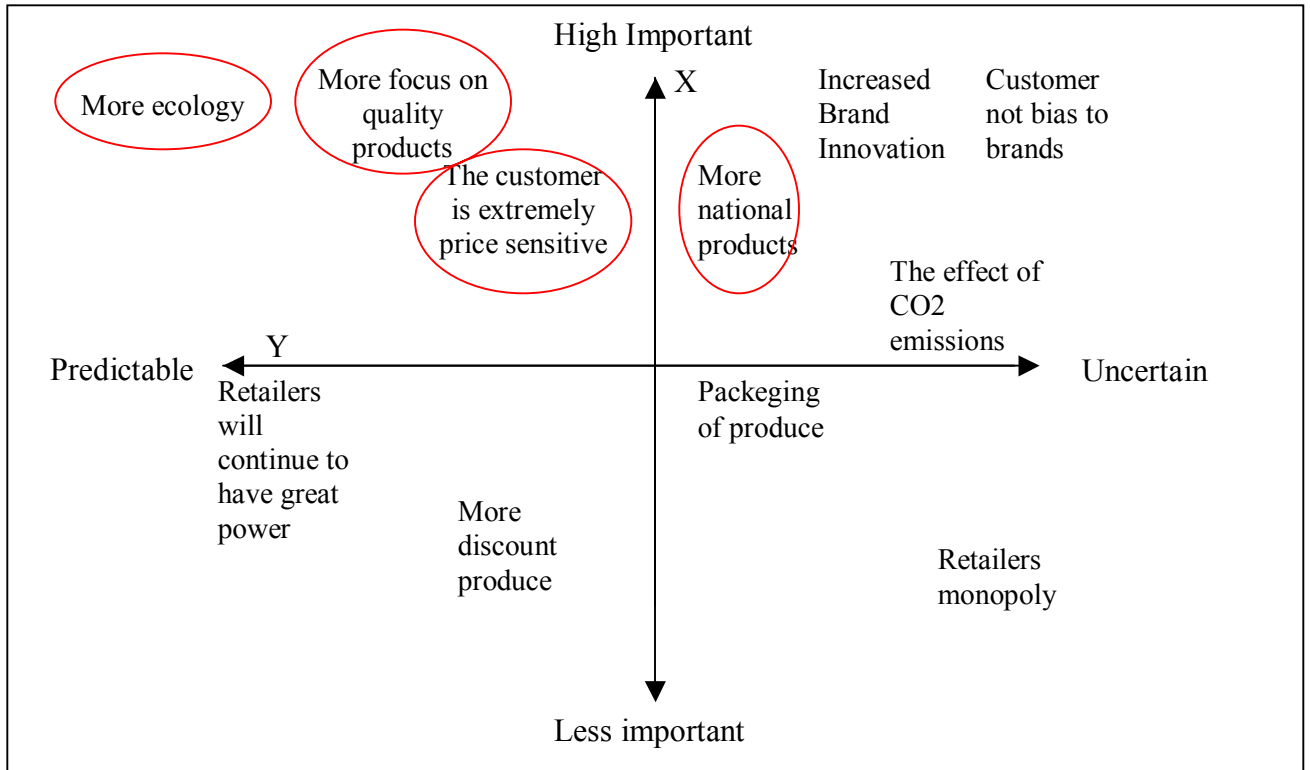 High Important
More ecology
More focus on
quality
products
The customer
is extremely
price sensitive
X
More
national
products
Increased
Brand
Innovation
Customer
not bias to
brands
The effect of
CO2
emissions
Predictable
Y
Uncertain
Retailers
will
continue to
have great
power
More
discount
produce
Packeging
of produce
Retailers
monopoly
Less important